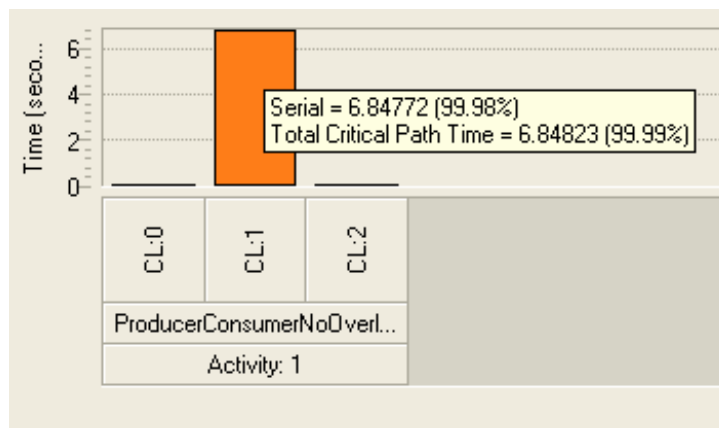 Time (seco...
6
4
2
0
Serial = 6.84772 (99.98%)
Total Critical Path Time = 6.84823 (99.99%)
CL:0
CL:1
CL:2
ProducerConsumerNoOverl...
Activity: 1